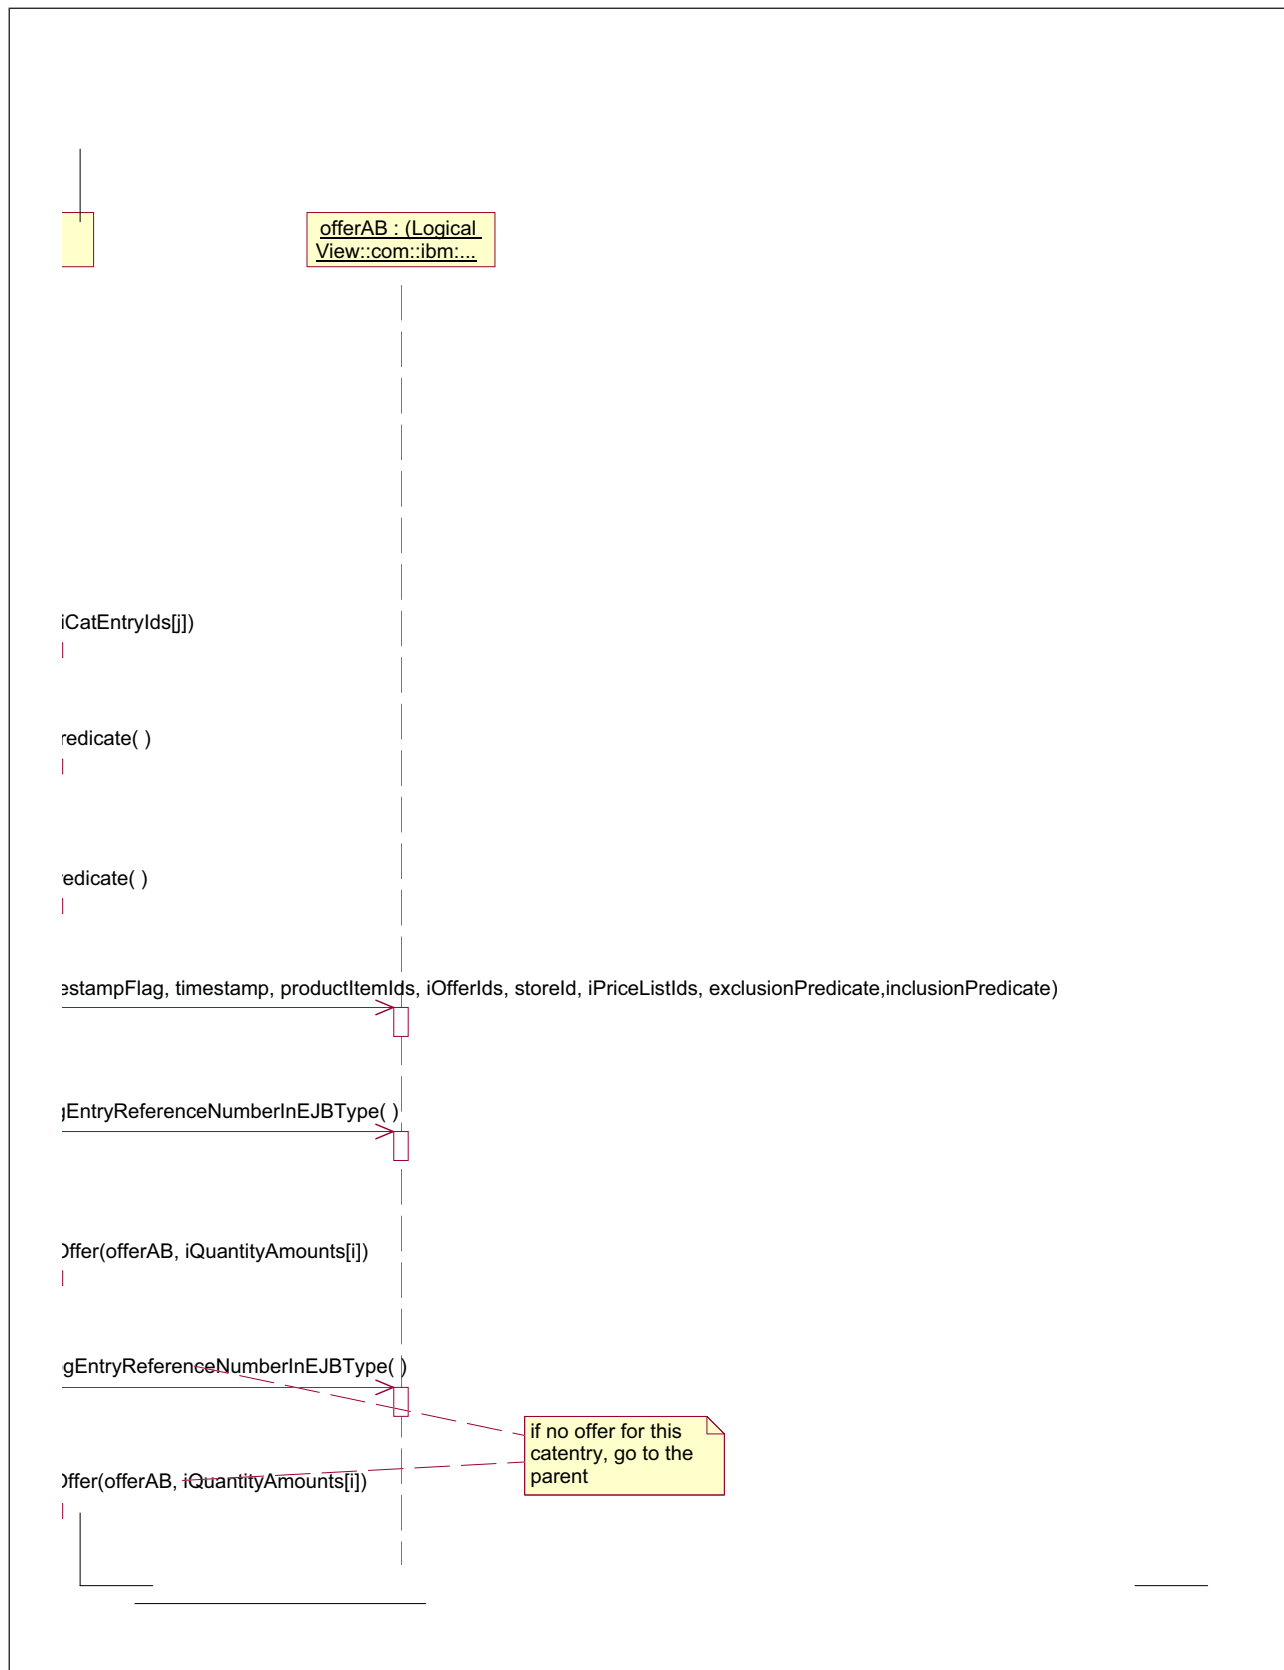 offerAB : (Logical
View::com::ibm:...
iCatEntryIds[j])
redicate( )
redicate( )
estampFlag, timestamp, productItemIds, iOfferIds, storeId, iPriceListIds, exclusionPredicate,inclusionPredicate)
gEntryReferenceNumberInEJBType( )
Offer(offerAB, iQuantityAmounts[i])
gEntryReferenceNumberInEJBType( )
if no offer for this
catentry, go to the
parent
Offer(offerAB, iQuantityAmounts[i])